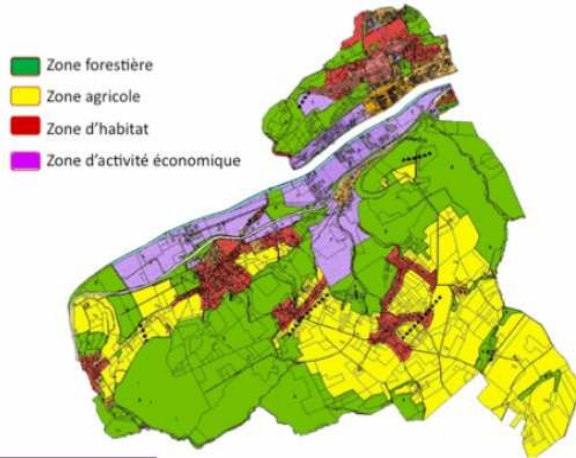 Zone forestière
Zone agricole
Zone d'habitat
Zone d'activité économique